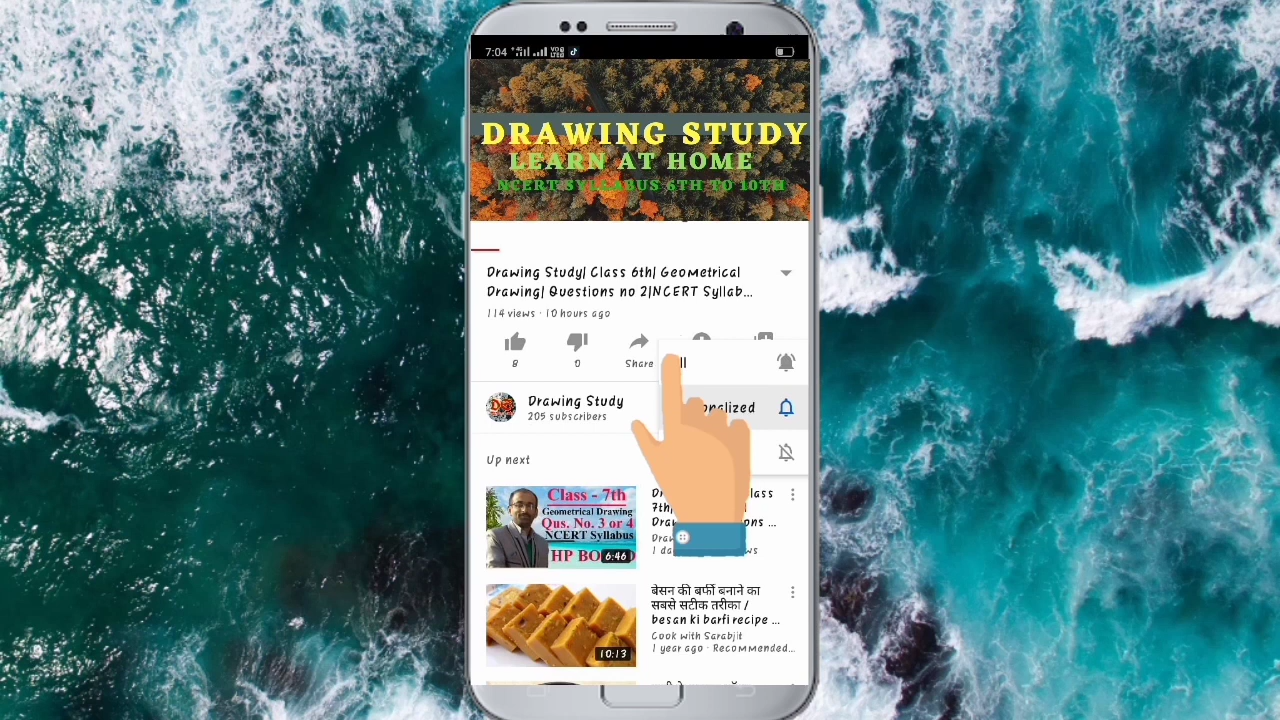 7:04
DRAWING STUDY
LEARN AT HOME
NCERT SYLLABUS 6TH TO 10TH
Drawing Study| Class 6th| Geometrical
Drawing| Questions no 2|NCERT Syllab...
114 views · 10 hours ago
8
0
Share
Drawing Study
205 subscribers
Up next
Class - 7th
Geometrical Drawing
Qus. No. 3 or 4
NCERT Syllabus
HP BO
6:46
बेसन की बर्फी बनाने का
सबसे सटीक तरीका /
besan ki barfi recipe ...
Cook with Sarabjit
1 year ago · Recommended...
10:13